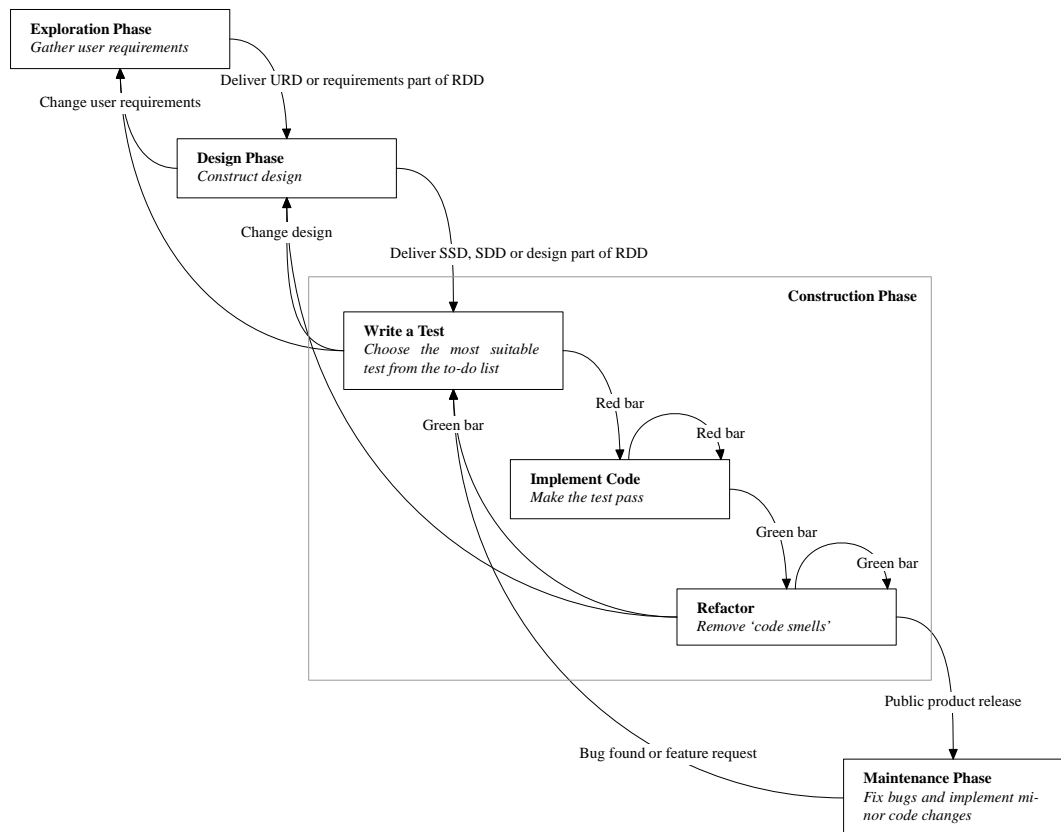 Exploration Phase
Gather user requirements
Deliver URD or requirements part of RDD
Change user requirements
Design Phase
Construct design
Change design
Deliver SSD, SDD or design part of RDD
Construction Phase
Write a Test
Choose the most suitable
test from the to-do list
Red bar
Green bar
Red bar
Implement Code
Make the test pass
Green bar
Green bar
Refactor
Remove ‘code smells’
Public product release
Bug found or feature request
Maintenance Phase
Fix bugs and implement mi-
nor code changes